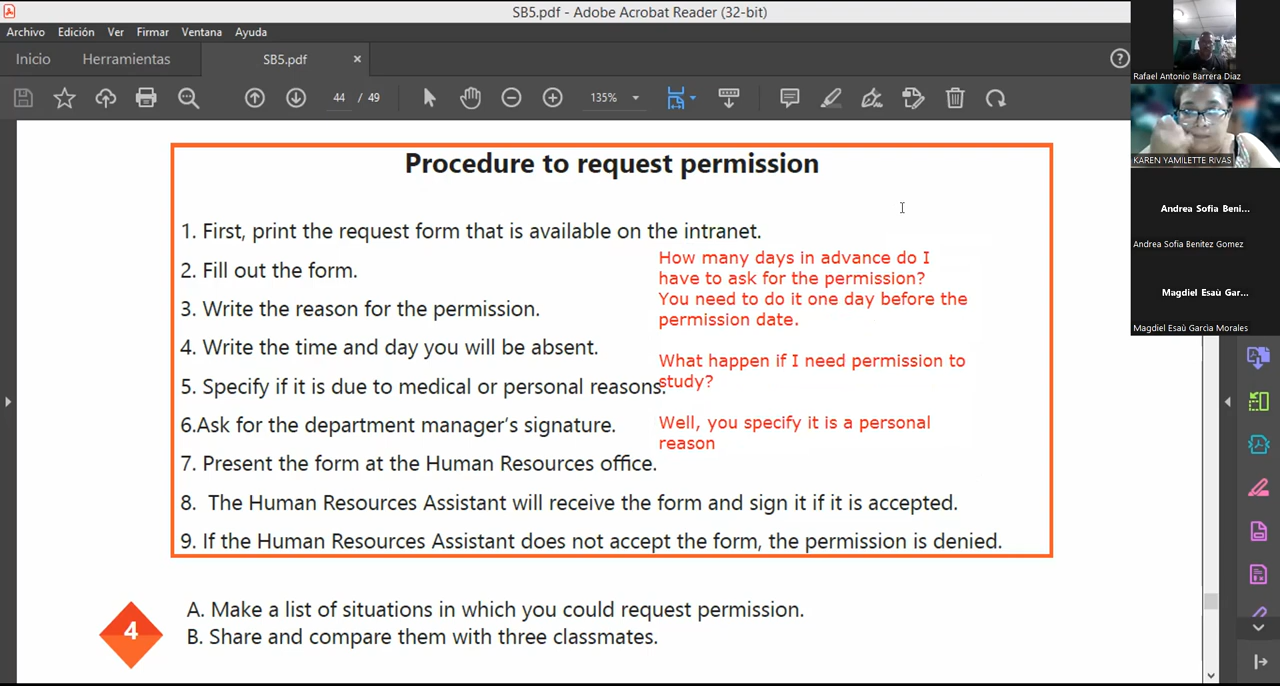 SB5.pdf - Adobe Acrobat Reader (32-bit)
Archivo Edición Ver Firmar Ventana Ayuda
Inicio Herramientas SB5.pdf ×
44 / 49 135%
Procedure to request permission
1. First, print the request form that is available on the intranet.
2. Fill out the form.
3. Write the reason for the permission.
4. Write the time and day you will be absent.
5. Specify if it is due to medical or personal reasons.
6.Ask for the department manager's signature.
7. Present the form at the Human Resources office.
8. The Human Resources Assistant will receive the form and sign it if it is accepted.
9. If the Human Resources Assistant does not accept the form, the permission is denied.
How many days in advance do I
have to ask for the permission?
You need to do it one day before the
permission date.
What happen if I need permission to
study?
Well, you specify it is a personal
reason
4
A. Make a list of situations in which you could request permission.
B. Share and compare them with three classmates.
Rafael Antonio Barrera Diaz
KAREN YAMILETTE RIVAS
Andrea Sofia Beni...
Andrea Sofia Benitez Gomez
Magdiel Esaù Gar...
Magdiel Esaù Garcia Morales